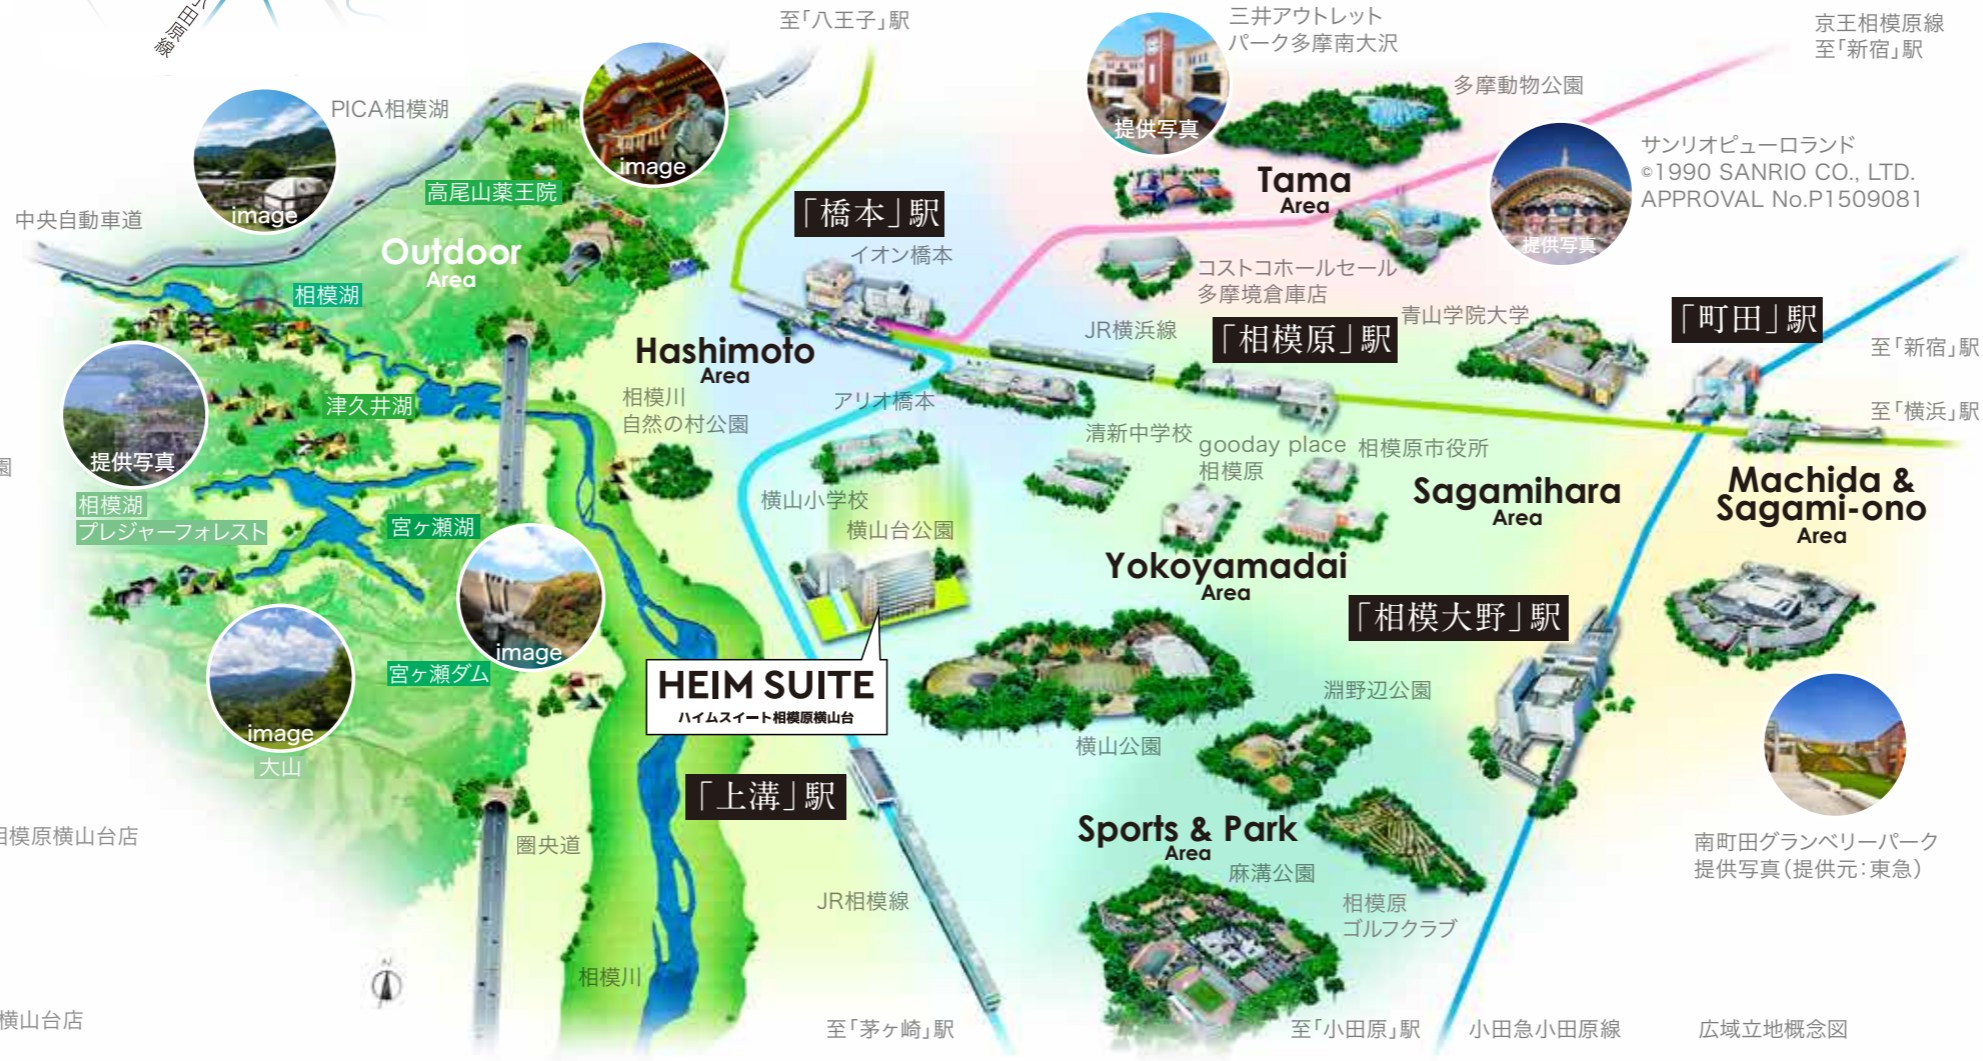 小田原線
至「八王子」駅
三井アウトレット
パーク多摩南大沢
京王相模原線
至「新宿」駅
PICA相模湖
image
image
提供写真
多摩動物公園
サンリオピューロランド
©1990 SANRIO CO., LTD.
APPROVAL No.P1509081
提供写真
高尾山薬王院
中央自動車道
Outdoor
Area
「橋本」駅
イオン橋本
Tama
Area
コストコホールセール
多摩境倉庫店
相模湖
JR横浜線
「相模原」駅
青山学院大学
「町田」駅
至「新宿」駅
Hashimoto
Area
相模川
自然の村公園
アリオ橋本
至「横浜」駅
津久井湖
清新中学校
gooday place
相模原
相模原市役所
提供写真
園
相模湖
プレジャーフォレスト
宮ヶ瀬湖
横山小学校
横山台公園
Sagamihara
Area
Machida &
Sagami-ono
Area
Yokoyamadai
Area
image
宮ヶ瀬ダム
HEIM SUITE
ハイムスイート相模原横山台
「相模大野」駅
淵野辺公園
横山公園
image
大山
「上溝」駅
Sports & Park
Area
麻溝公園
相模原
ゴルフクラブ
南町田グランベリーパーク
提供写真（提供元：東急）
相模原横山台店
圏央道
JR相模線
N
相模川
横山台店
至「茅ヶ崎」駅
至「小田原」駅
小田急小田原線
広域立地概念図